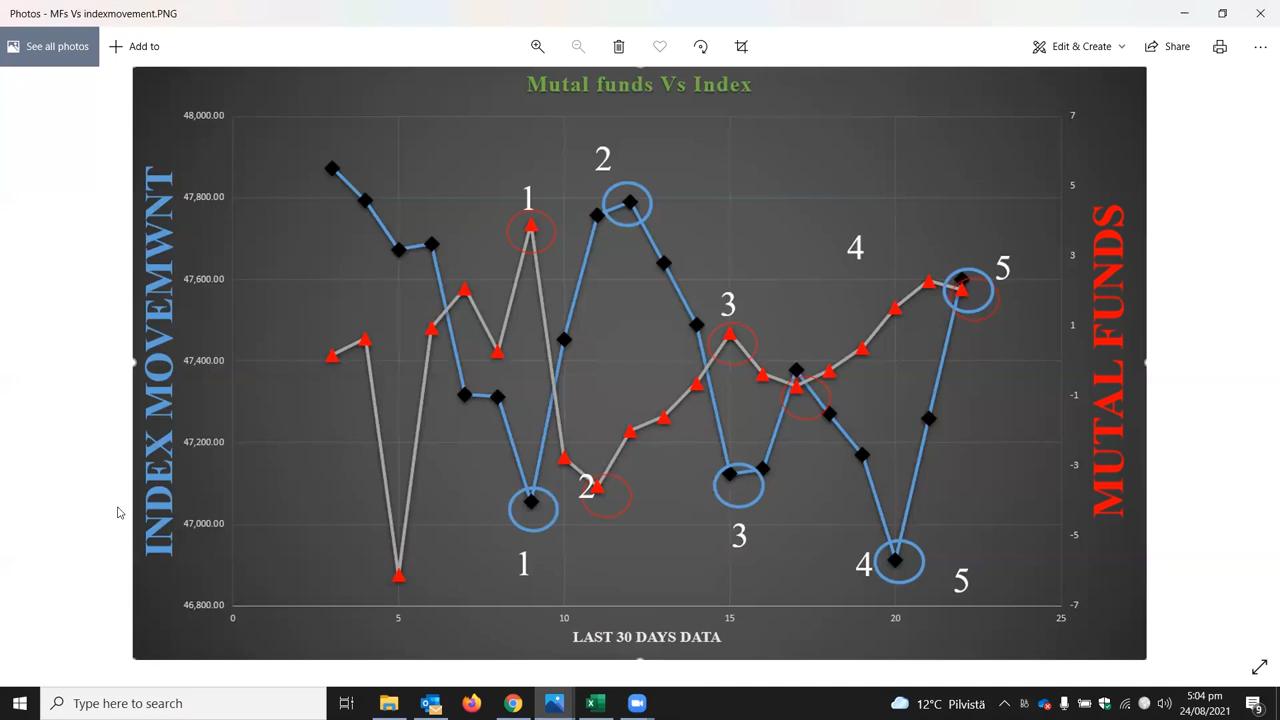 Photos - MFs Vs indexmovement.PNG
See all photos
Add to
Edit & Create
Share
Mutal funds Vs Index
48,000.00
47,800.00
47,600.00
47,400.00
47,200.00
47,000.00
46,800.00
7
5
3
1
-1
-3
-5
-7
INDEX MOVEMWNT
MUTAL FUNDS
1
2
3
4
5
2
1
3
4
5
0
5
10
15
20
25
LAST 30 DAYS DATA
Type here to search
12°C Pilvistä
5:04 pm
24/08/2021
9